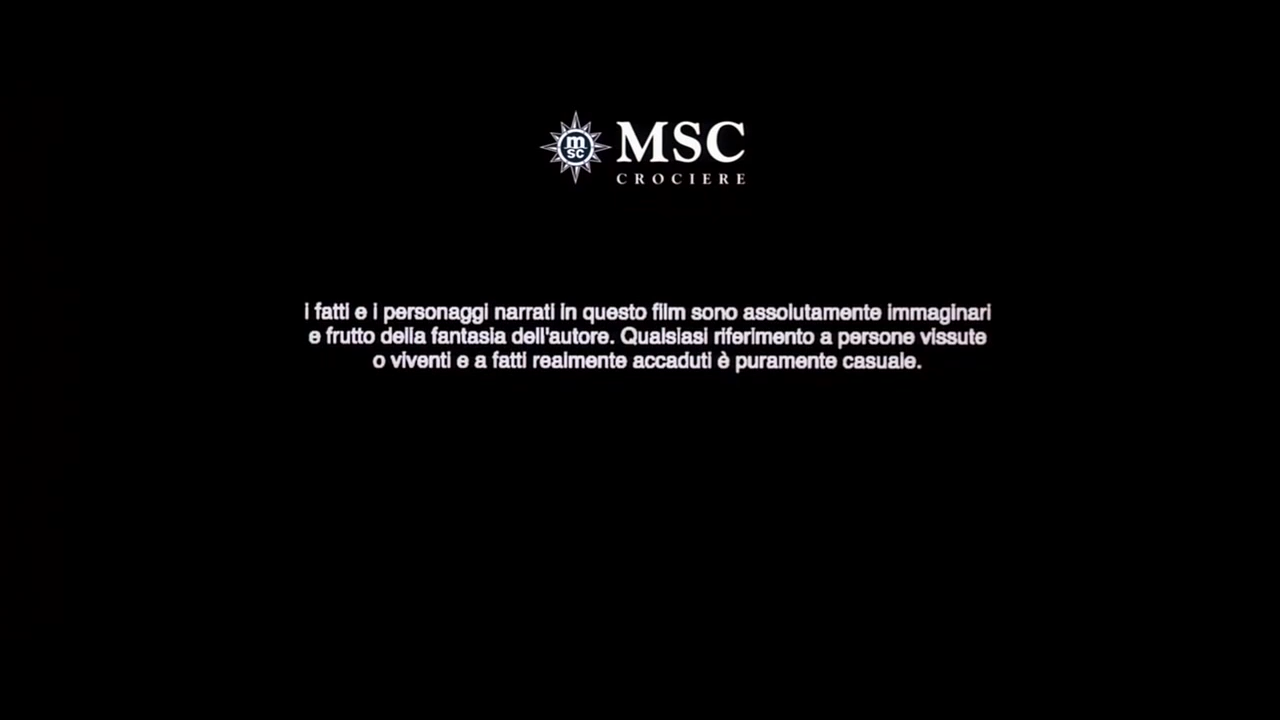 m
sc
MSC
CROCIERE
i fatti e i personaggi narrati in questo film sono assolutamente immaginari
e frutto della fantasia dell'autore. Qualsiasi riferimento a persone vissute
o viventi e a fatti realmente accaduti è puramente casuale.